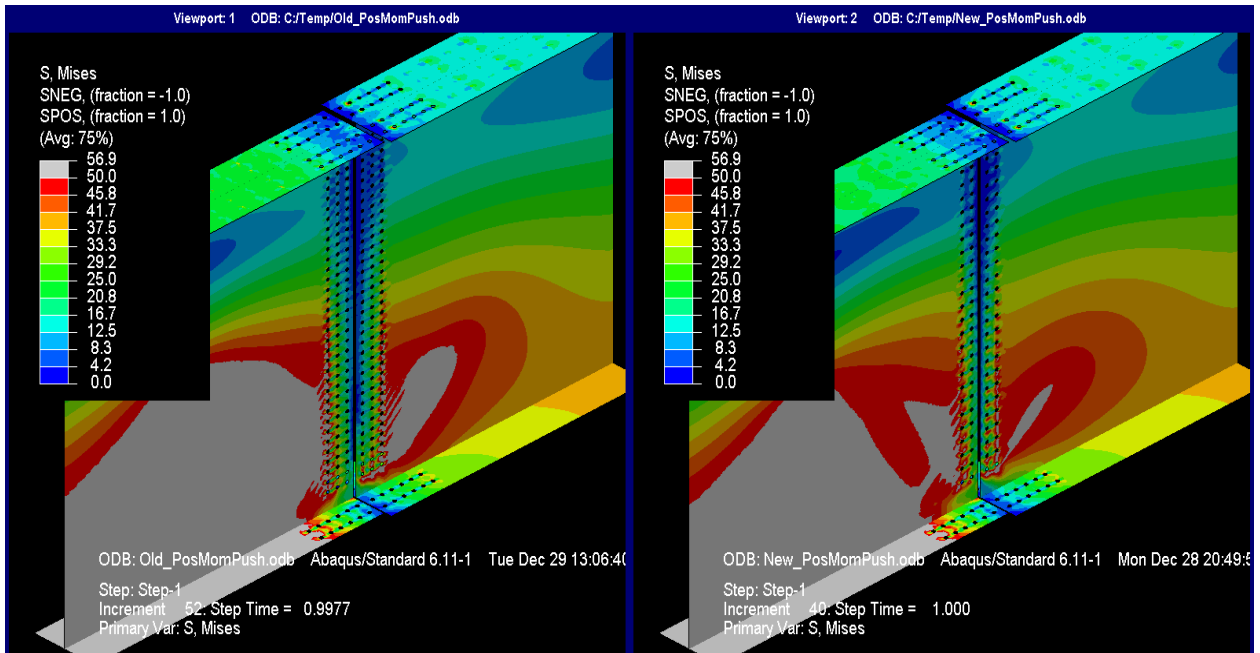 Viewport: 1 ODB: C:/Temp/Old_PosMomPush.odb
S, Mises
SNEG, (fraction = -1.0)
SPOS, (fraction = 1.0)
(Avg: 75%)
56.9
50.0
45.8
41.7
37.5
33.3
29.2
25.0
20.8
16.7
12.5
8.3
4.2
0.0
ODB: Old_PosMomPush.odb Abaqus/Standard 6.11-1 Tue Dec 29 13:06:40
Step: Step-1
Increment 52: Step Time = 0.9977
Primary Var: S, Mises
Viewport: 2 ODB: C:/Temp/New_PosMomPush.odb
S, Mises
SNEG, (fraction = -1.0)
SPOS, (fraction = 1.0)
(Avg: 75%)
56.9
50.0
45.8
41.7
37.5
33.3
29.2
25.0
20.8
16.7
12.5
8.3
4.2
0.0
ODB: New_PosMomPush.odb Abaqus/Standard 6.11-1 Mon Dec 28 20:49:5
Step: Step-1
Increment 40: Step Time = 1.000
Primary Var: S, Mises